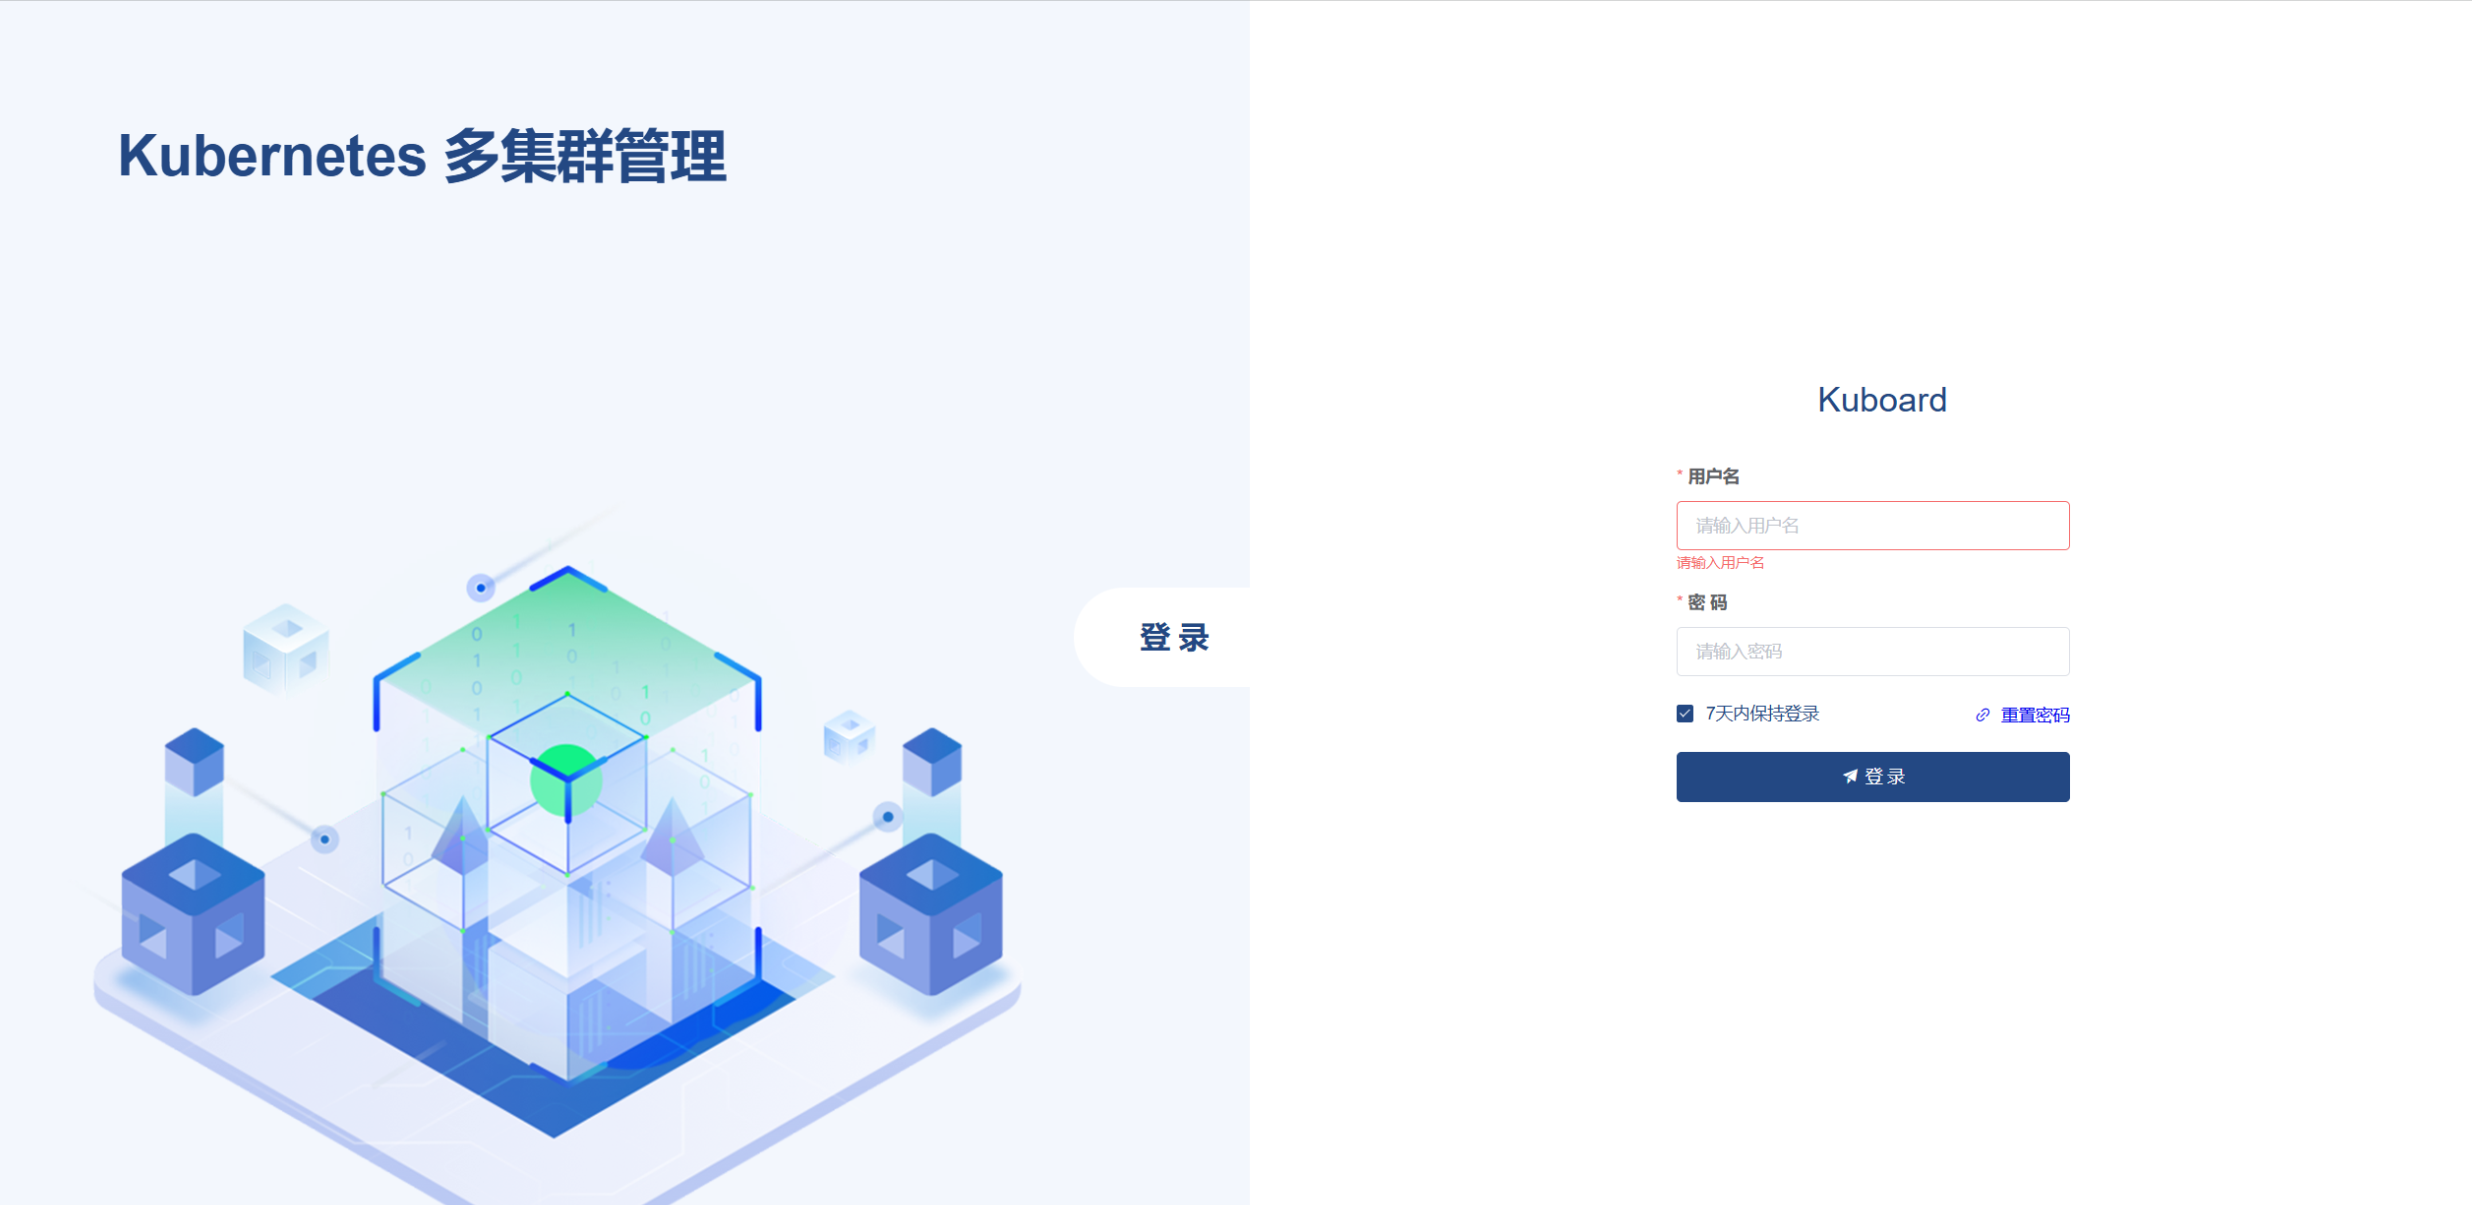 Kubernetes 多集群管理
登 录
Kuboard
* 用户名
请输入用户名
请输入用户名
* 密 码
请输入密码
7天内保持登录
重置密码
登 录